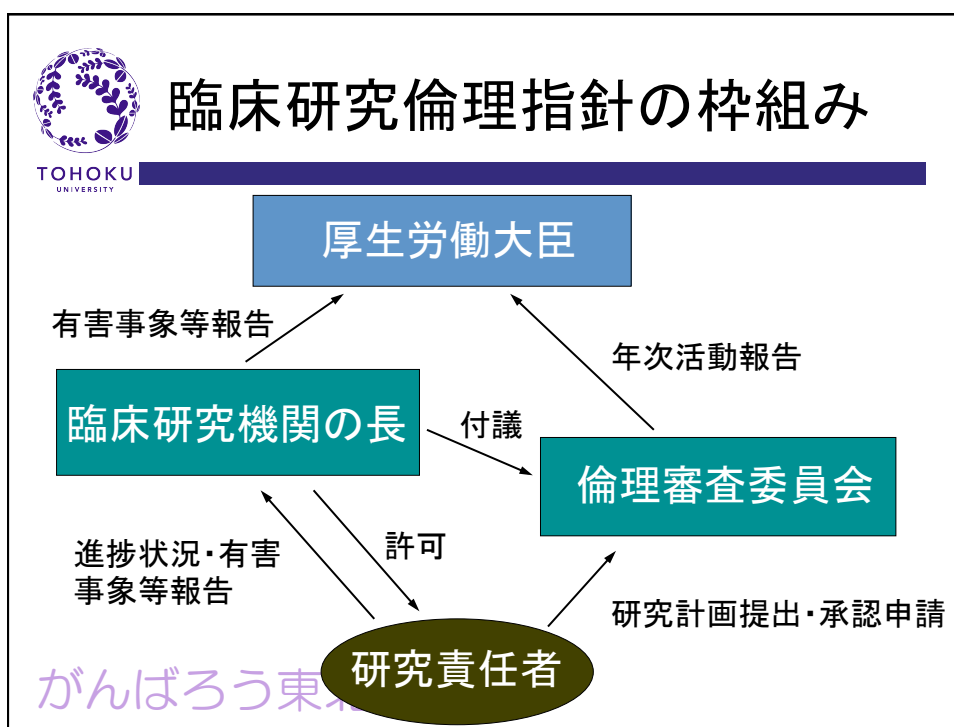 臨床研究倫理指針の枠組み
TOHOKU
UNIVERSITY
厚生労働大臣
有害事象等報告
年次活動報告
臨床研究機関の長
付議
倫理審査委員会
進捗状況・有害
事象等報告
許可
研究計画提出・承認申請
研究責任者
がんばろう東